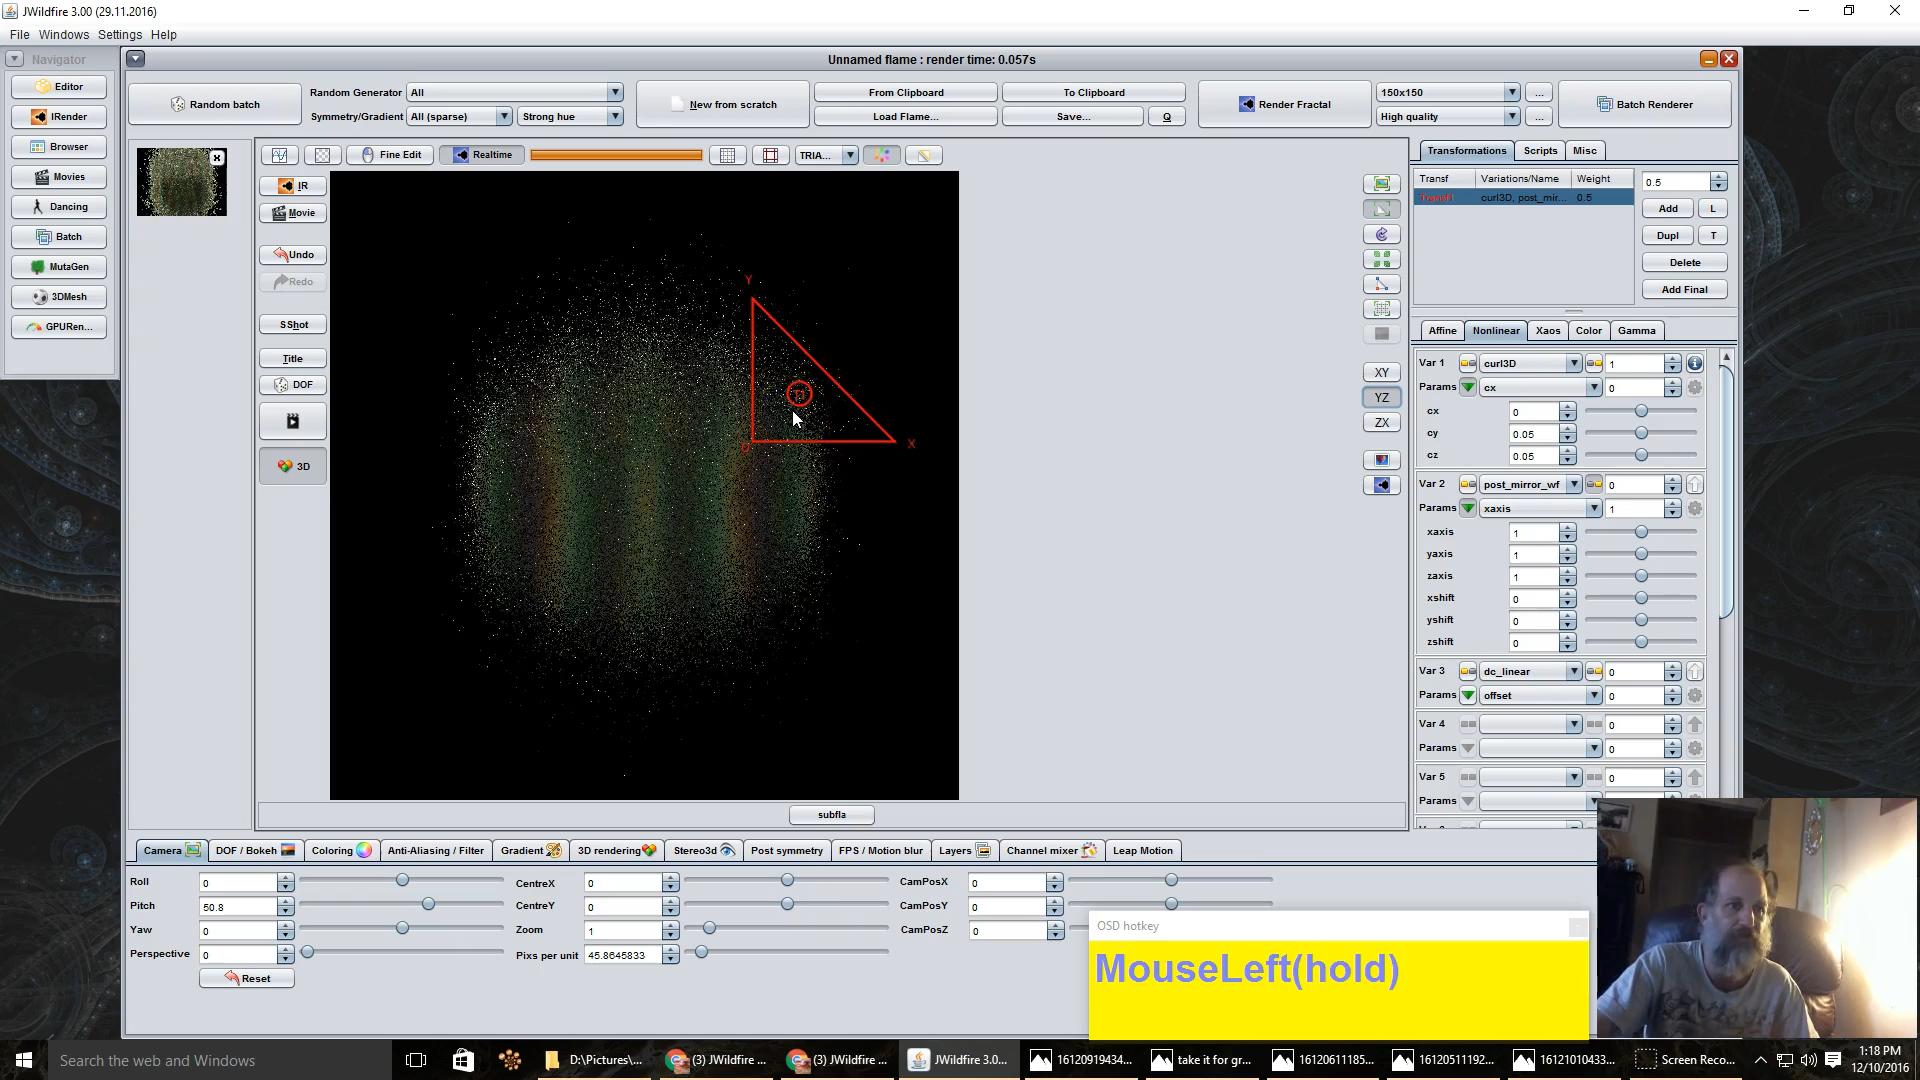 JWildfire 3.00 (29.11.2016)
File Windows Settings Help
Navigator
Editor
IRender
Browser
Movies
Dancing
Batch
MutaGen
3DMesh
GPURen...
Unnamed flame : render time: 0.057s
Random batch
Random Generator All
Symmetry/Gradient All (sparse) Strong hue
New from scratch
From Clipboard To Clipboard
Load Flame... Save... Q
Render Fractal
150x150 ...
High quality ...
Batch Renderer
Fine Edit Realtime TRIA...
IR
Movie
Undo
Redo
SShot
Title
DOF
3D
Y
T1
O X
XY
YZ
ZX
subfla
Transformations Scripts Misc
Transf Variations/Name Weight
Transf1 curl3D, post_mir... 0.5
0.5
Add L
Dupl T
Delete
Add Final
Affine Nonlinear Xaos Color Gamma
Var 1 curl3D 1
Params cx 0
cx 0
cy 0.05
cz 0.05
Var 2 post_mirror_wf 0
Params xaxis 1
xaxis 1
yaxis 1
zaxis 1
xshift 0
yshift 0
zshift 0
Var 3 dc_linear 0
Params offset 0
Var 4 0
Params 0
Var 5 0
Params
Camera DOF / Bokeh Coloring Anti-Aliasing / Filter Gradient 3D rendering Stereo3d Post symmetry FPS / Motion blur Layers Channel mixer Leap Motion
Roll 0 CentreX 0 CamPosX 0
Pitch 50.8 CentreY 0 CamPosY 0
Yaw 0 Zoom 1 CamPosZ 0
Perspective 0 Pixs per unit 45.8645833
Reset
OSD hotkey
MouseLeft(hold)
Search the web and Windows
D:\Pictures\...
(3) JWildfire ...
(3) JWildfire ...
JWildfire 3.0...
16120919434...
take it for gr...
16120611185...
16120511192...
16121010433...
Screen Reco...
1:18 PM
12/10/2016